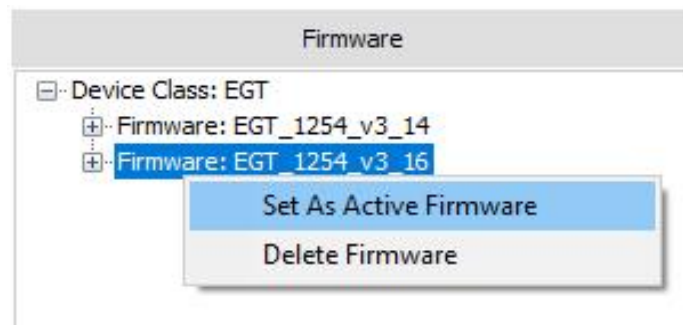 Firmware
Device Class: EGT
Firmware: EGT_1254_v3_14
Firmware: EGT_1254_v3_16
Set As Active Firmware
Delete Firmware